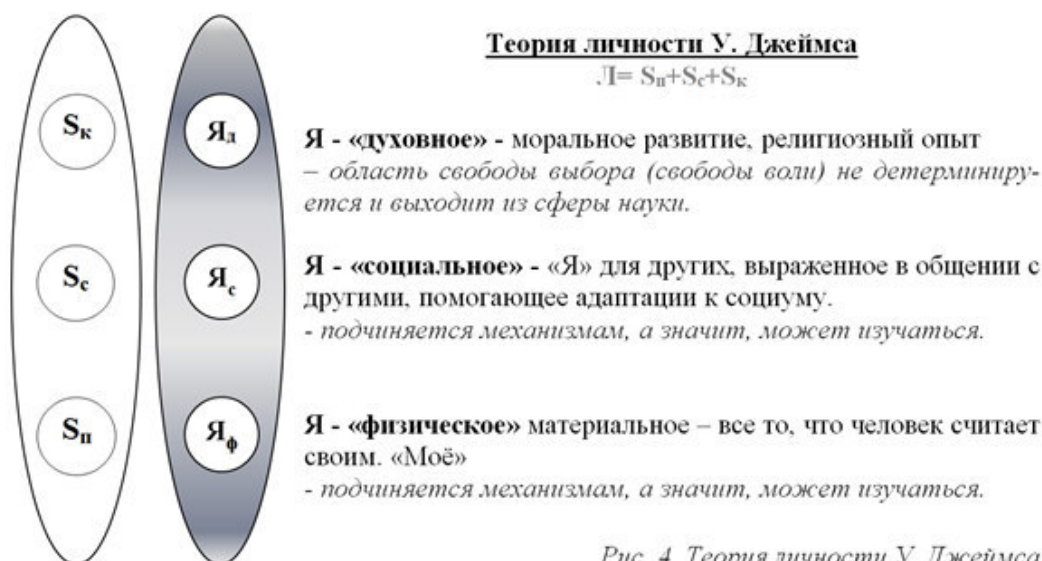 Теория личности У. Джеймса
Л= Sп+Sс+Sк
Sк
Яд
Я - «духовное» - моральное развитие, религиозный опыт
– область свободы выбора (свободы воли) не детерминиру-
ется и выходит из сферы науки.
Sс
Яс
Я - «социальное» - «Я» для других, выраженное в общении с
другими, помогающее адаптации к социуму.
- подчиняется механизмам, а значит, может изучаться.
Sп
Яф
Я - «физическое» материальное – все то, что человек считает
своим. «Моё»
- подчиняется механизмам, а значит, может изучаться.
Рис. 4. Теория личности У. Джеймса